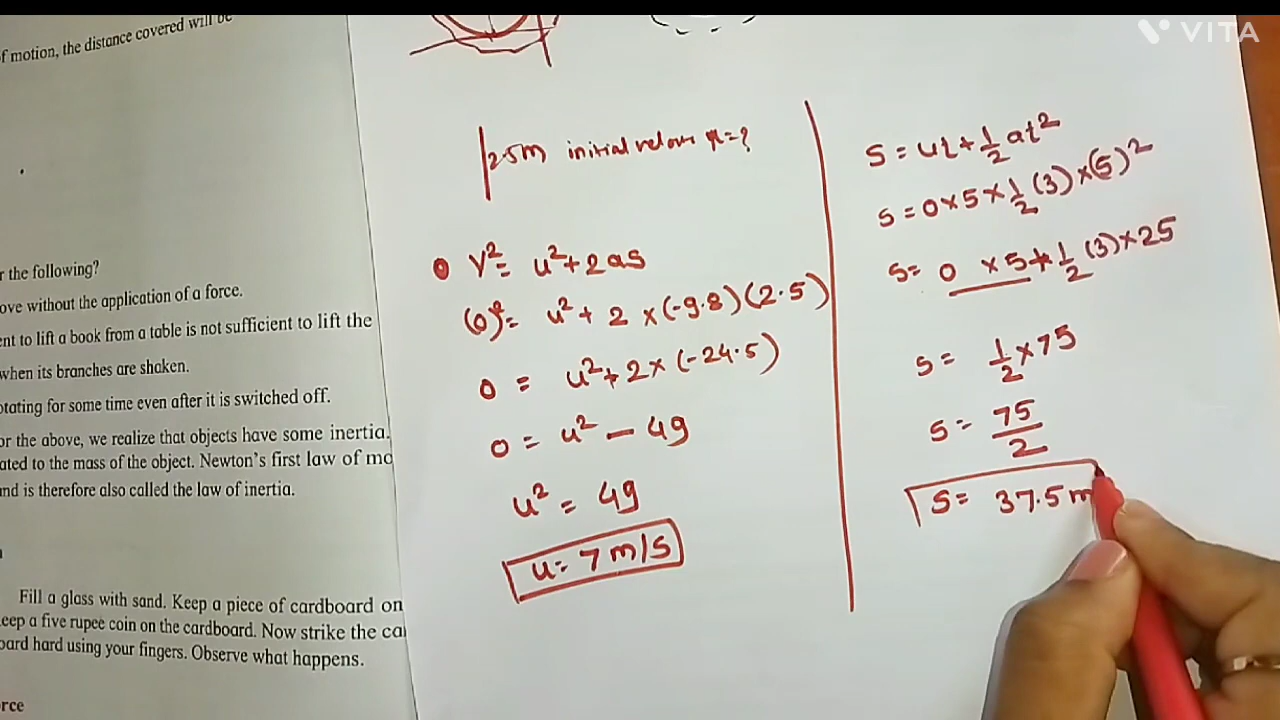 f motion, the distance covered will be
r the following?
ove without the application of a force.
ent to lift a book from a table is not sufficient to lift the
when its branches are shaken.
otating for some time even after it is switched off.
or the above, we realize that objects have some inertia.
ated to the mass of the object. Newton's first law of mo
nd is therefore also called the law of inertia.
Fill a glass with sand. Keep a piece of cardboard on
eep a five rupee coin on the cardboard. Now strike the car
oard hard using your fingers. Observe what happens.
rce
2.5m initial =?
V²= u²+2as
(0)²= u²+ 2 ×(-9.8)(2.5)
0 = u²+2×(-24.5)
0 = u² - 49
u² = 49
u= 7 m/s
S = ut+½at²
S = 0×5×½(3)×(5)²
S= 0 ×5+½(3)×25
S= ½×75
S= 75/2
S= 37.5m
VITA